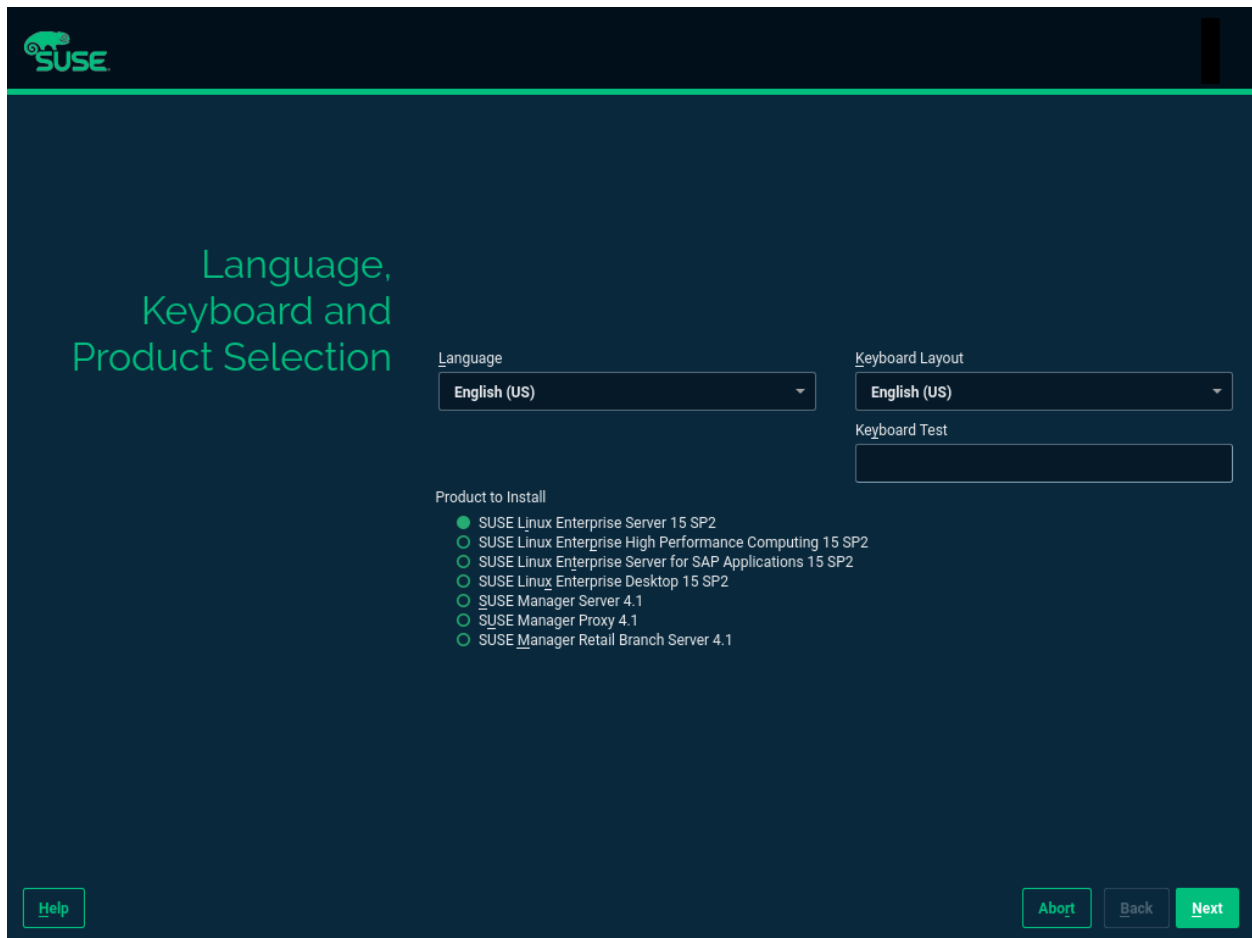 SUSE
Language,
Keyboard and
Product Selection
Language
Keyboard Layout
English (US)
English (US)
Keyboard Test
Product to Install
SUSE Linux Enterprise Server 15 SP2
SUSE Linux Enterprise High Performance Computing 15 SP2
SUSE Linux Enterprise Server for SAP Applications 15 SP2
SUSE Linux Enterprise Desktop 15 SP2
SUSE Manager Server 4.1
SUSE Manager Proxy 4.1
SUSE Manager Retail Branch Server 4.1
Help
Abort
Back
Next